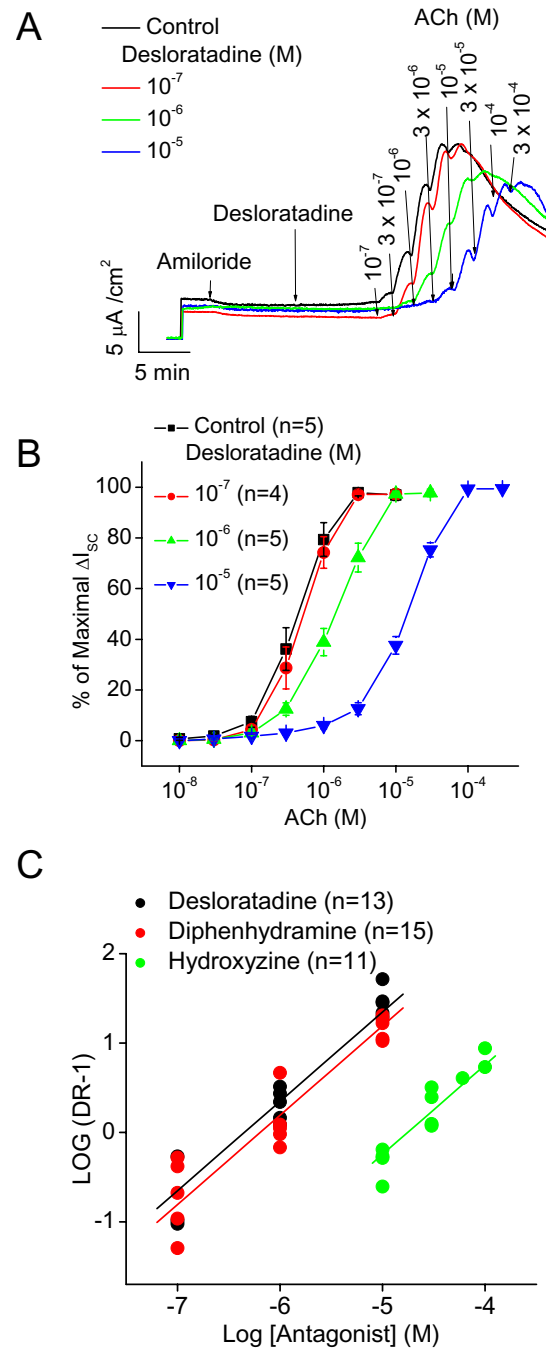 A
Control
Desloratadine (M)
10⁻⁷
10⁻⁶
10⁻⁵
ACh (M)
10⁻⁷
3 x 10⁻⁷
10⁻⁶
3 x 10⁻⁶
10⁻⁵
3 x 10⁻⁵
10⁻⁴
3 x 10⁻⁴
Desloratadine
Amiloride
5 µA /cm²
5 min
B
Control (n=5)
Desloratadine (M)
10⁻⁷ (n=4)
10⁻⁶ (n=5)
10⁻⁵ (n=5)
% of Maximal ΔI_SC
100
80
60
40
20
0
10⁻⁸ 10⁻⁷ 10⁻⁶ 10⁻⁵ 10⁻⁴
ACh (M)
C
Desloratadine (n=13)
Diphenhydramine (n=15)
Hydroxyzine (n=11)
LOG (DR-1)
2
1
0
-1
-7 -6 -5 -4
Log [Antagonist] (M)